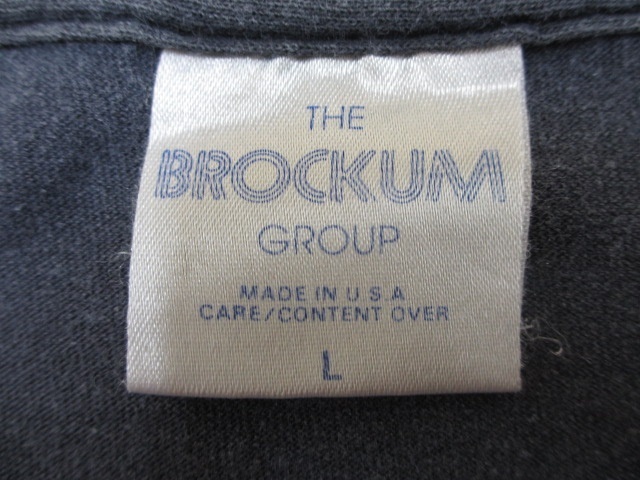 THE
BROCKUM
GROUP
MADE IN U.S.A
CARE/CONTENT OVER
L